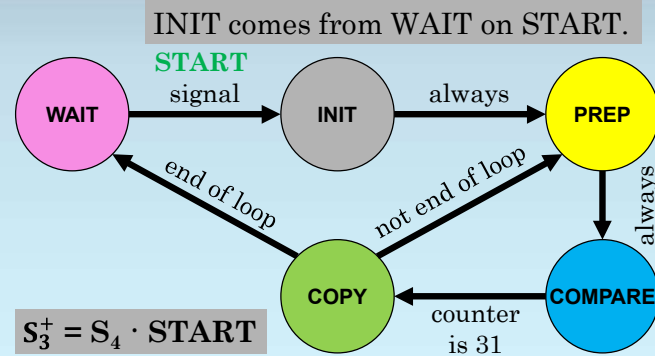 INIT comes from WAIT on START.
START
signal
always
WAIT
INIT
PREP
end of loop
not end of loop
always
COPY
COMPARE
counter
is 31
S₃⁺ = S₄ · START